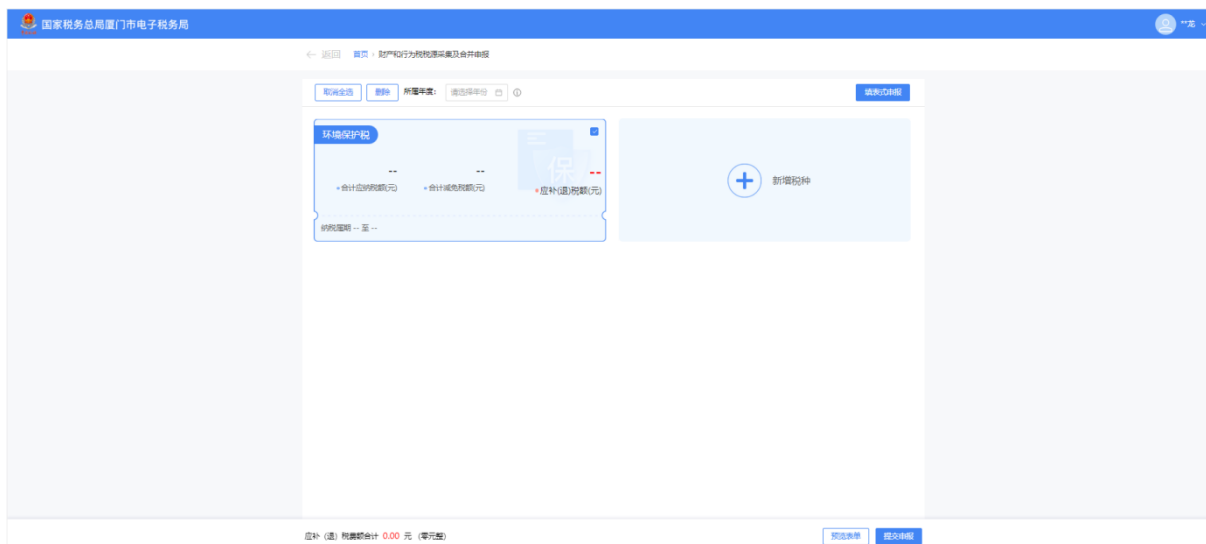 国家税务总局厦门市电子税务局
**龙
← 返回 首页 > 财产和行为税税源采集及合并申报
取消全选 删除 所属年度： 请选择年份 填表式申报
环境保护税
保
-- -- --
合计应纳税额(元) 合计减免税额(元) 应补(退)税额(元)
纳税属期 -- 至 --
新增税种
应补（退）税费额合计 0.00 元（零元整） 预览表单 提交申报